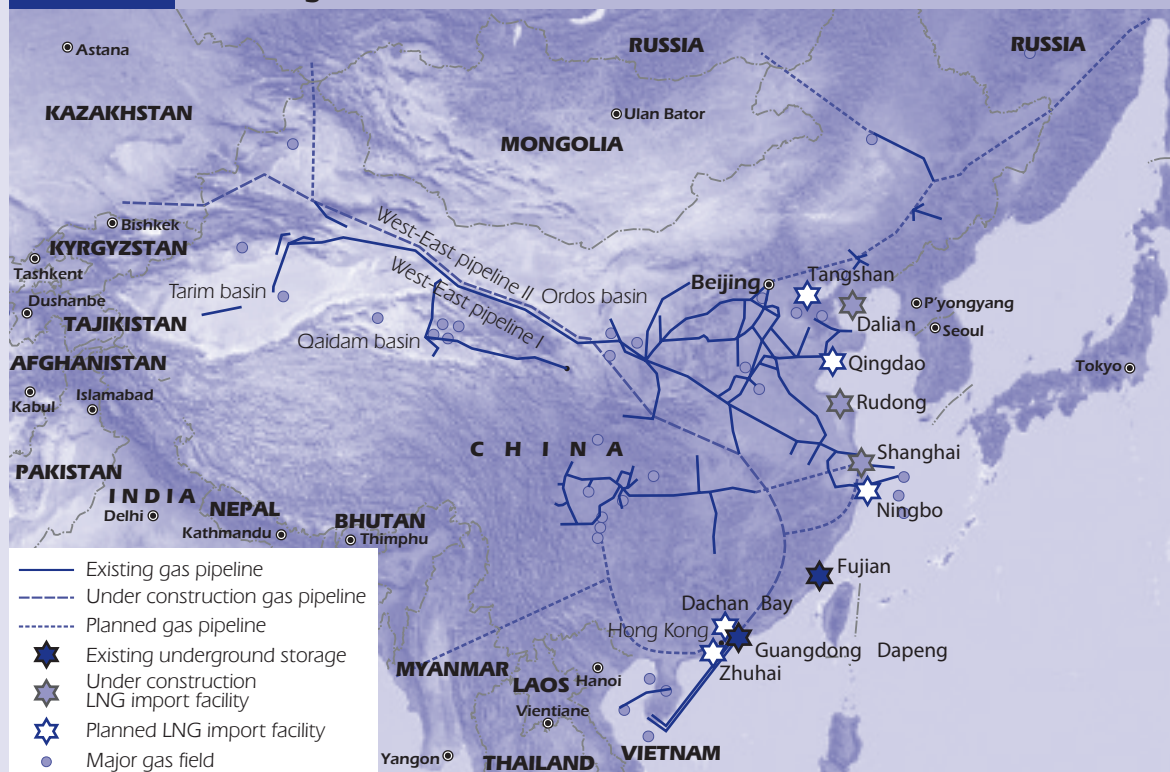 RUSSIA
RUSSIA
Astana
KAZAKHSTAN
Ulan Bator
MONGOLIA
Bishkek
KYRGYZSTAN
Tashkent
Dushanbe
TAJIKISTAN
Tarim basin
West-East pipeline II
West-East pipeline I
Ordos basin
Qaidam basin
Beijing
Tangshan
Dalian
P'yongyang
Seoul
Tokyo
Qingdao
Rudong
AFGHANISTAN
Kabul
Islamabad
PAKISTAN
INDIA
Delhi
NEPAL
Kathmandu
BHUTAN
Thimphu
CHINA
Shanghai
Ningbo
Fujian
Dachan Bay
Hong Kong
Guangdong Dapeng
Zhuhai
MYANMAR
LAOS
Hanoi
Vientiane
Yangon
THAILAND
VIETNAM
Existing gas pipeline
Under construction gas pipeline
Planned gas pipeline
Existing underground storage
Under construction
LNG import facility
Planned LNG import facility
Major gas field